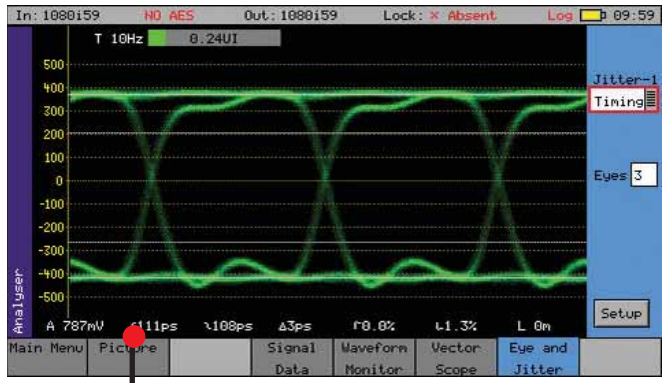 In: 1080i59 NO AES Out: 1080i59 Lock: × Absent Log 09:59
T 10Hz 0.24UI
500
400
300
200
100
0
-100
-200
-300
-400
-500
Jitter-1
Timing
Eyes 3
Setup
Analyser
A 787mV 111ps 108ps Δ3ps 0.0% 1.3% L 0m
Main Menu Picture Signal Data Waveform Monitor Vector Scope Eye and Jitter